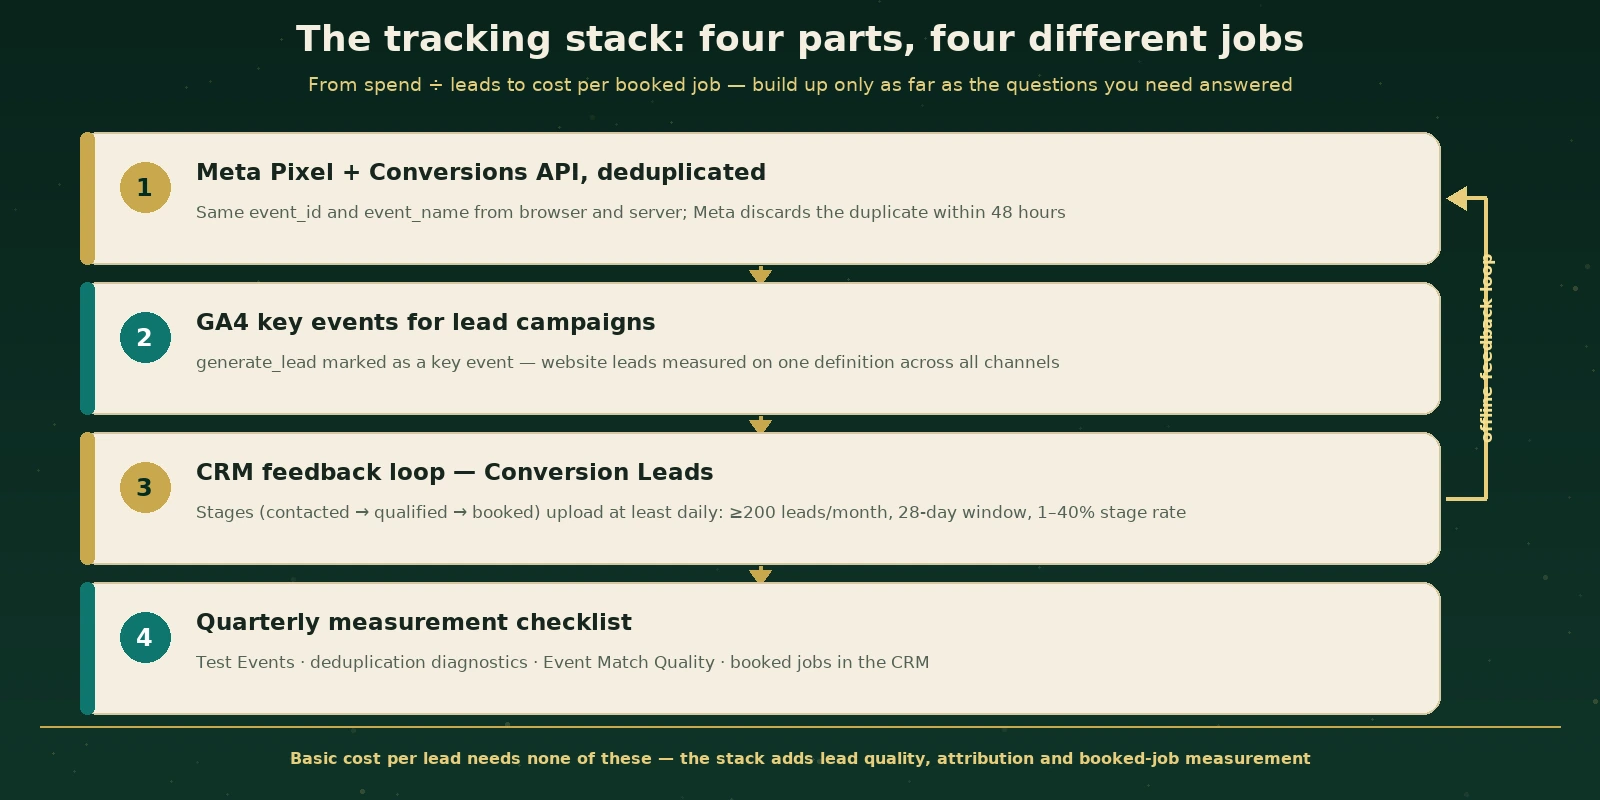 The tracking stack: four parts, four different jobs
From spend ÷ leads to cost per booked job — build up only as far as the questions you need answered
1
Meta Pixel + Conversions API, deduplicated
Same event_id and event_name from browser and server; Meta discards the duplicate within 48 hours
2
GA4 key events for lead campaigns
generate_lead marked as a key event — website leads measured on one definition across all channels
3
CRM feedback loop — Conversion Leads
Stages (contacted → qualified → booked) upload at least daily: ≥200 leads/month, 28-day window, 1–40% stage rate
4
Quarterly measurement checklist
Test Events · deduplication diagnostics · Event Match Quality · booked jobs in the CRM
offline feedback loop
Basic cost per lead needs none of these — the stack adds lead quality, attribution and booked-job measurement